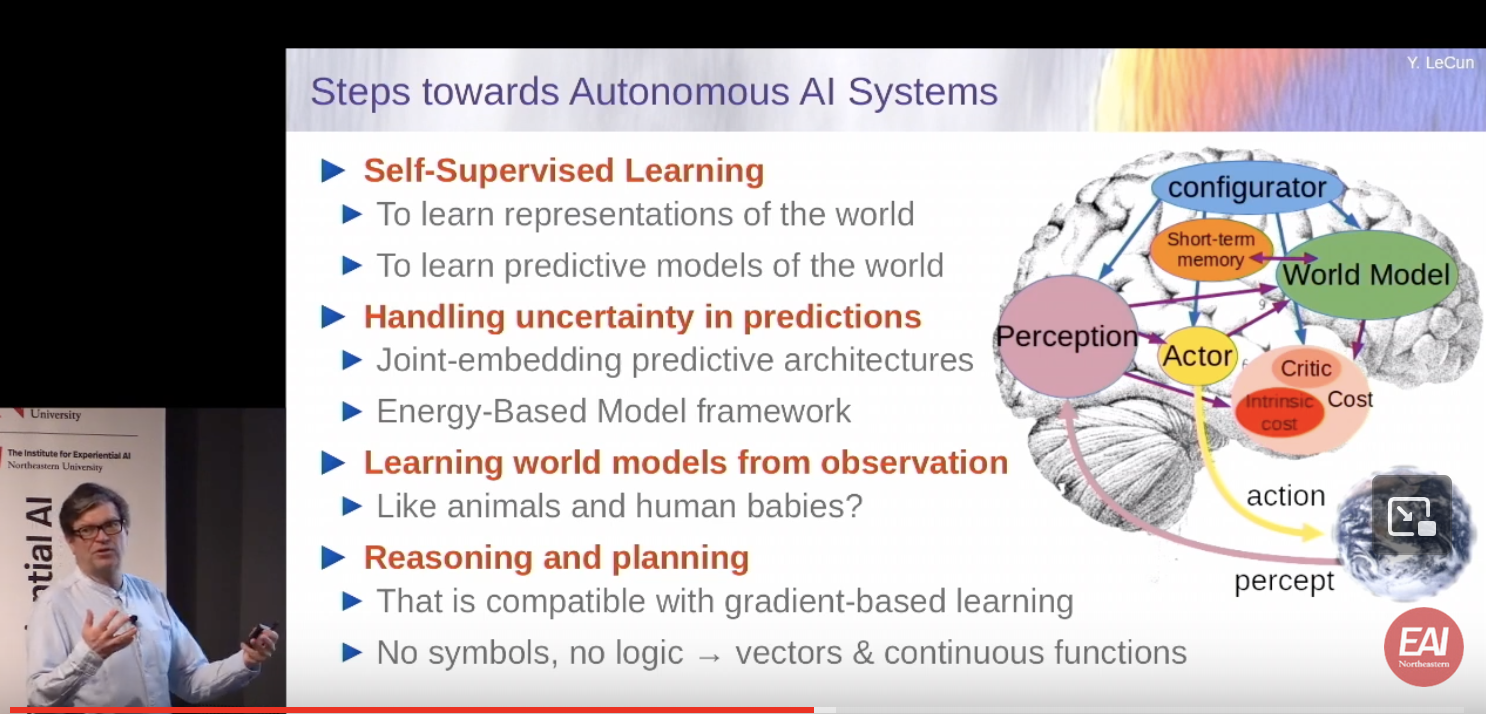 Y. LeCun
Steps towards Autonomous AI Systems
Self-Supervised Learning
To learn representations of the world
To learn predictive models of the world
Handling uncertainty in predictions
Joint-embedding predictive architectures
Energy-Based Model framework
Learning world models from observation
Like animals and human babies?
Reasoning and planning
That is compatible with gradient-based learning
No symbols, no logic → vectors & continuous functions
configurator
Short-term
memory
World Model
Perception
Actor
Critic
Intrinsic
cost
Cost
action
percept
University
The Institute for Experiential AI
Northeastern University
ntial AI
EAI
Northeastern